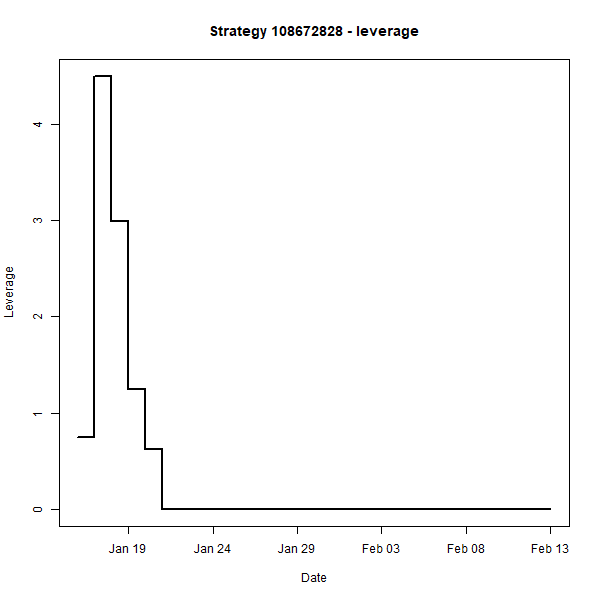 Strategy 108672828 - leverage
Leverage
4
3
2
1
0
Jan 19 Jan 24 Jan 29 Feb 03 Feb 08 Feb 13
Date